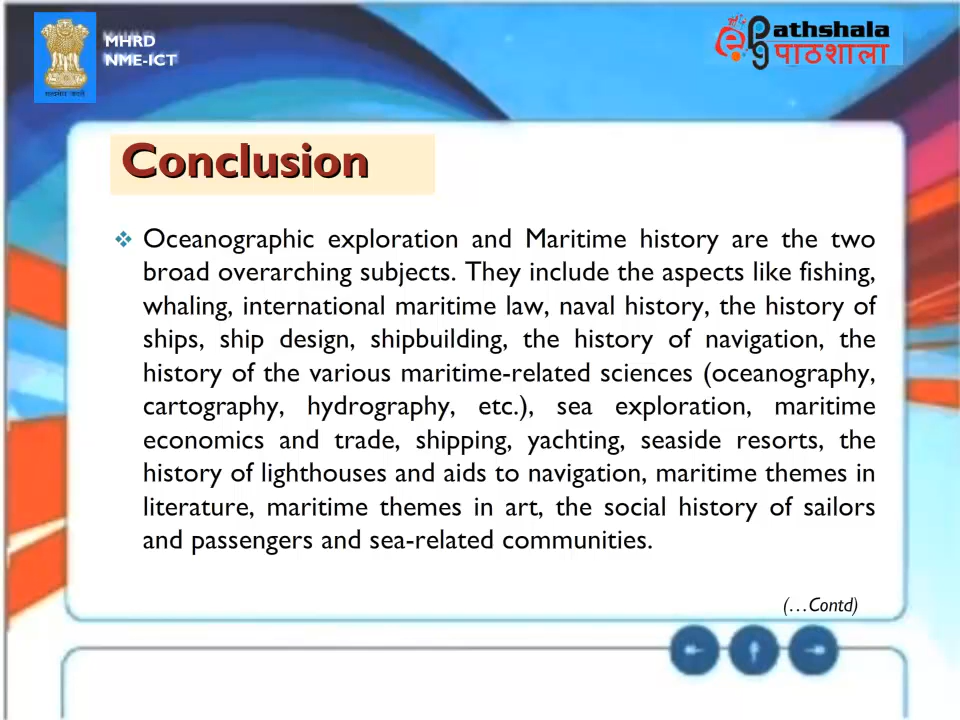 MHRD
NME-ICT
Pathshala
पाठशाला
Conclusion
Oceanographic exploration and Maritime history are the two
broad overarching subjects. They include the aspects like fishing,
whaling, international maritime law, naval history, the history of
ships, ship design, shipbuilding, the history of navigation, the
history of the various maritime-related sciences (oceanography,
cartography, hydrography, etc.), sea exploration, maritime
economics and trade, shipping, yachting, seaside resorts, the
history of lighthouses and aids to navigation, maritime themes in
literature, maritime themes in art, the social history of sailors
and passengers and sea-related communities.
(…Contd)